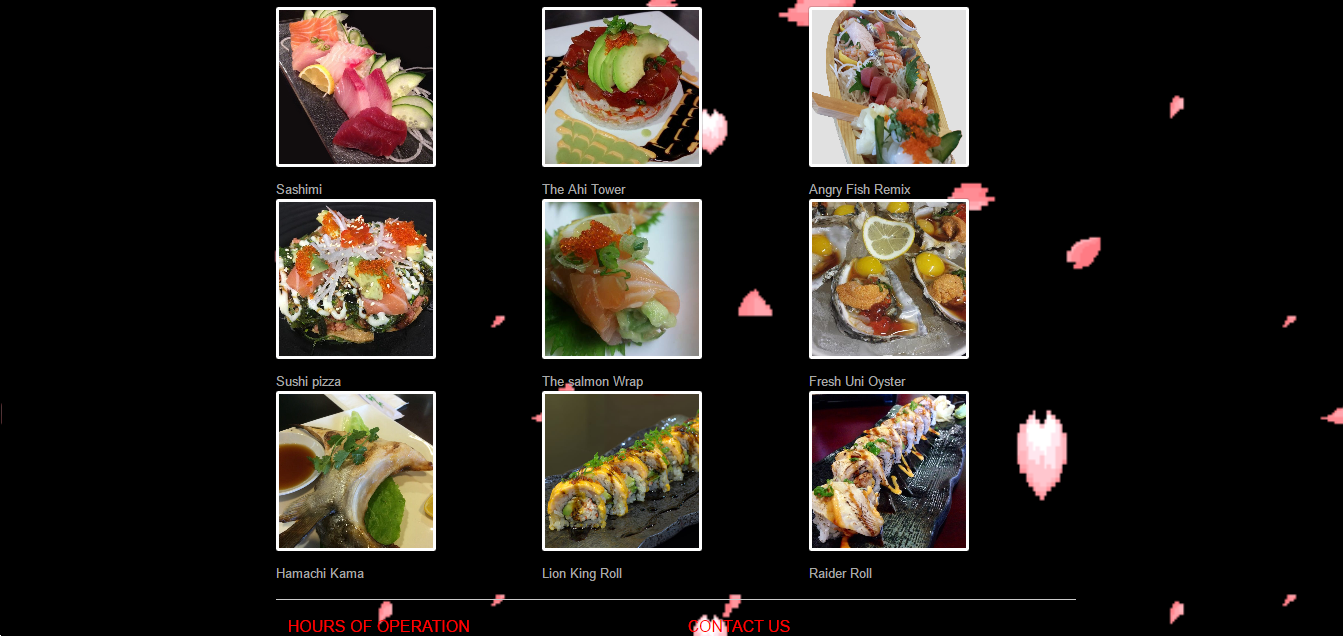 Sashimi
The Ahi Tower
Angry Fish Remix
Sushi pizza
The salmon Wrap
Fresh Uni Oyster
Hamachi Kama
Lion King Roll
Raider Roll
HOURS OF OPERATION
CONTACT US